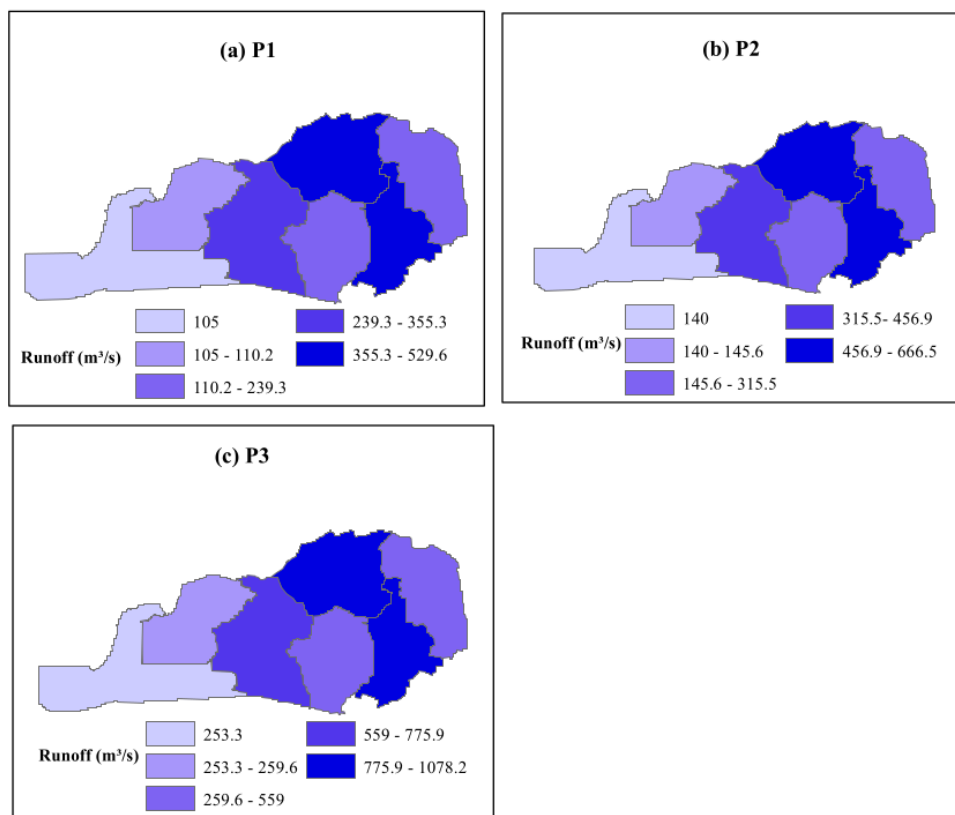 (a) P1
105
105 - 110.2
110.2 - 239.3
239.3 - 355.3
355.3 - 529.6
Runoff (m³/s)
(b) P2
140
140 - 145.6
145.6 - 315.5
315.5- 456.9
456.9 - 666.5
Runoff (m³/s)
(c) P3
253.3
253.3 - 259.6
259.6 - 559
559 - 775.9
775.9 - 1078.2
Runoff (m³/s)